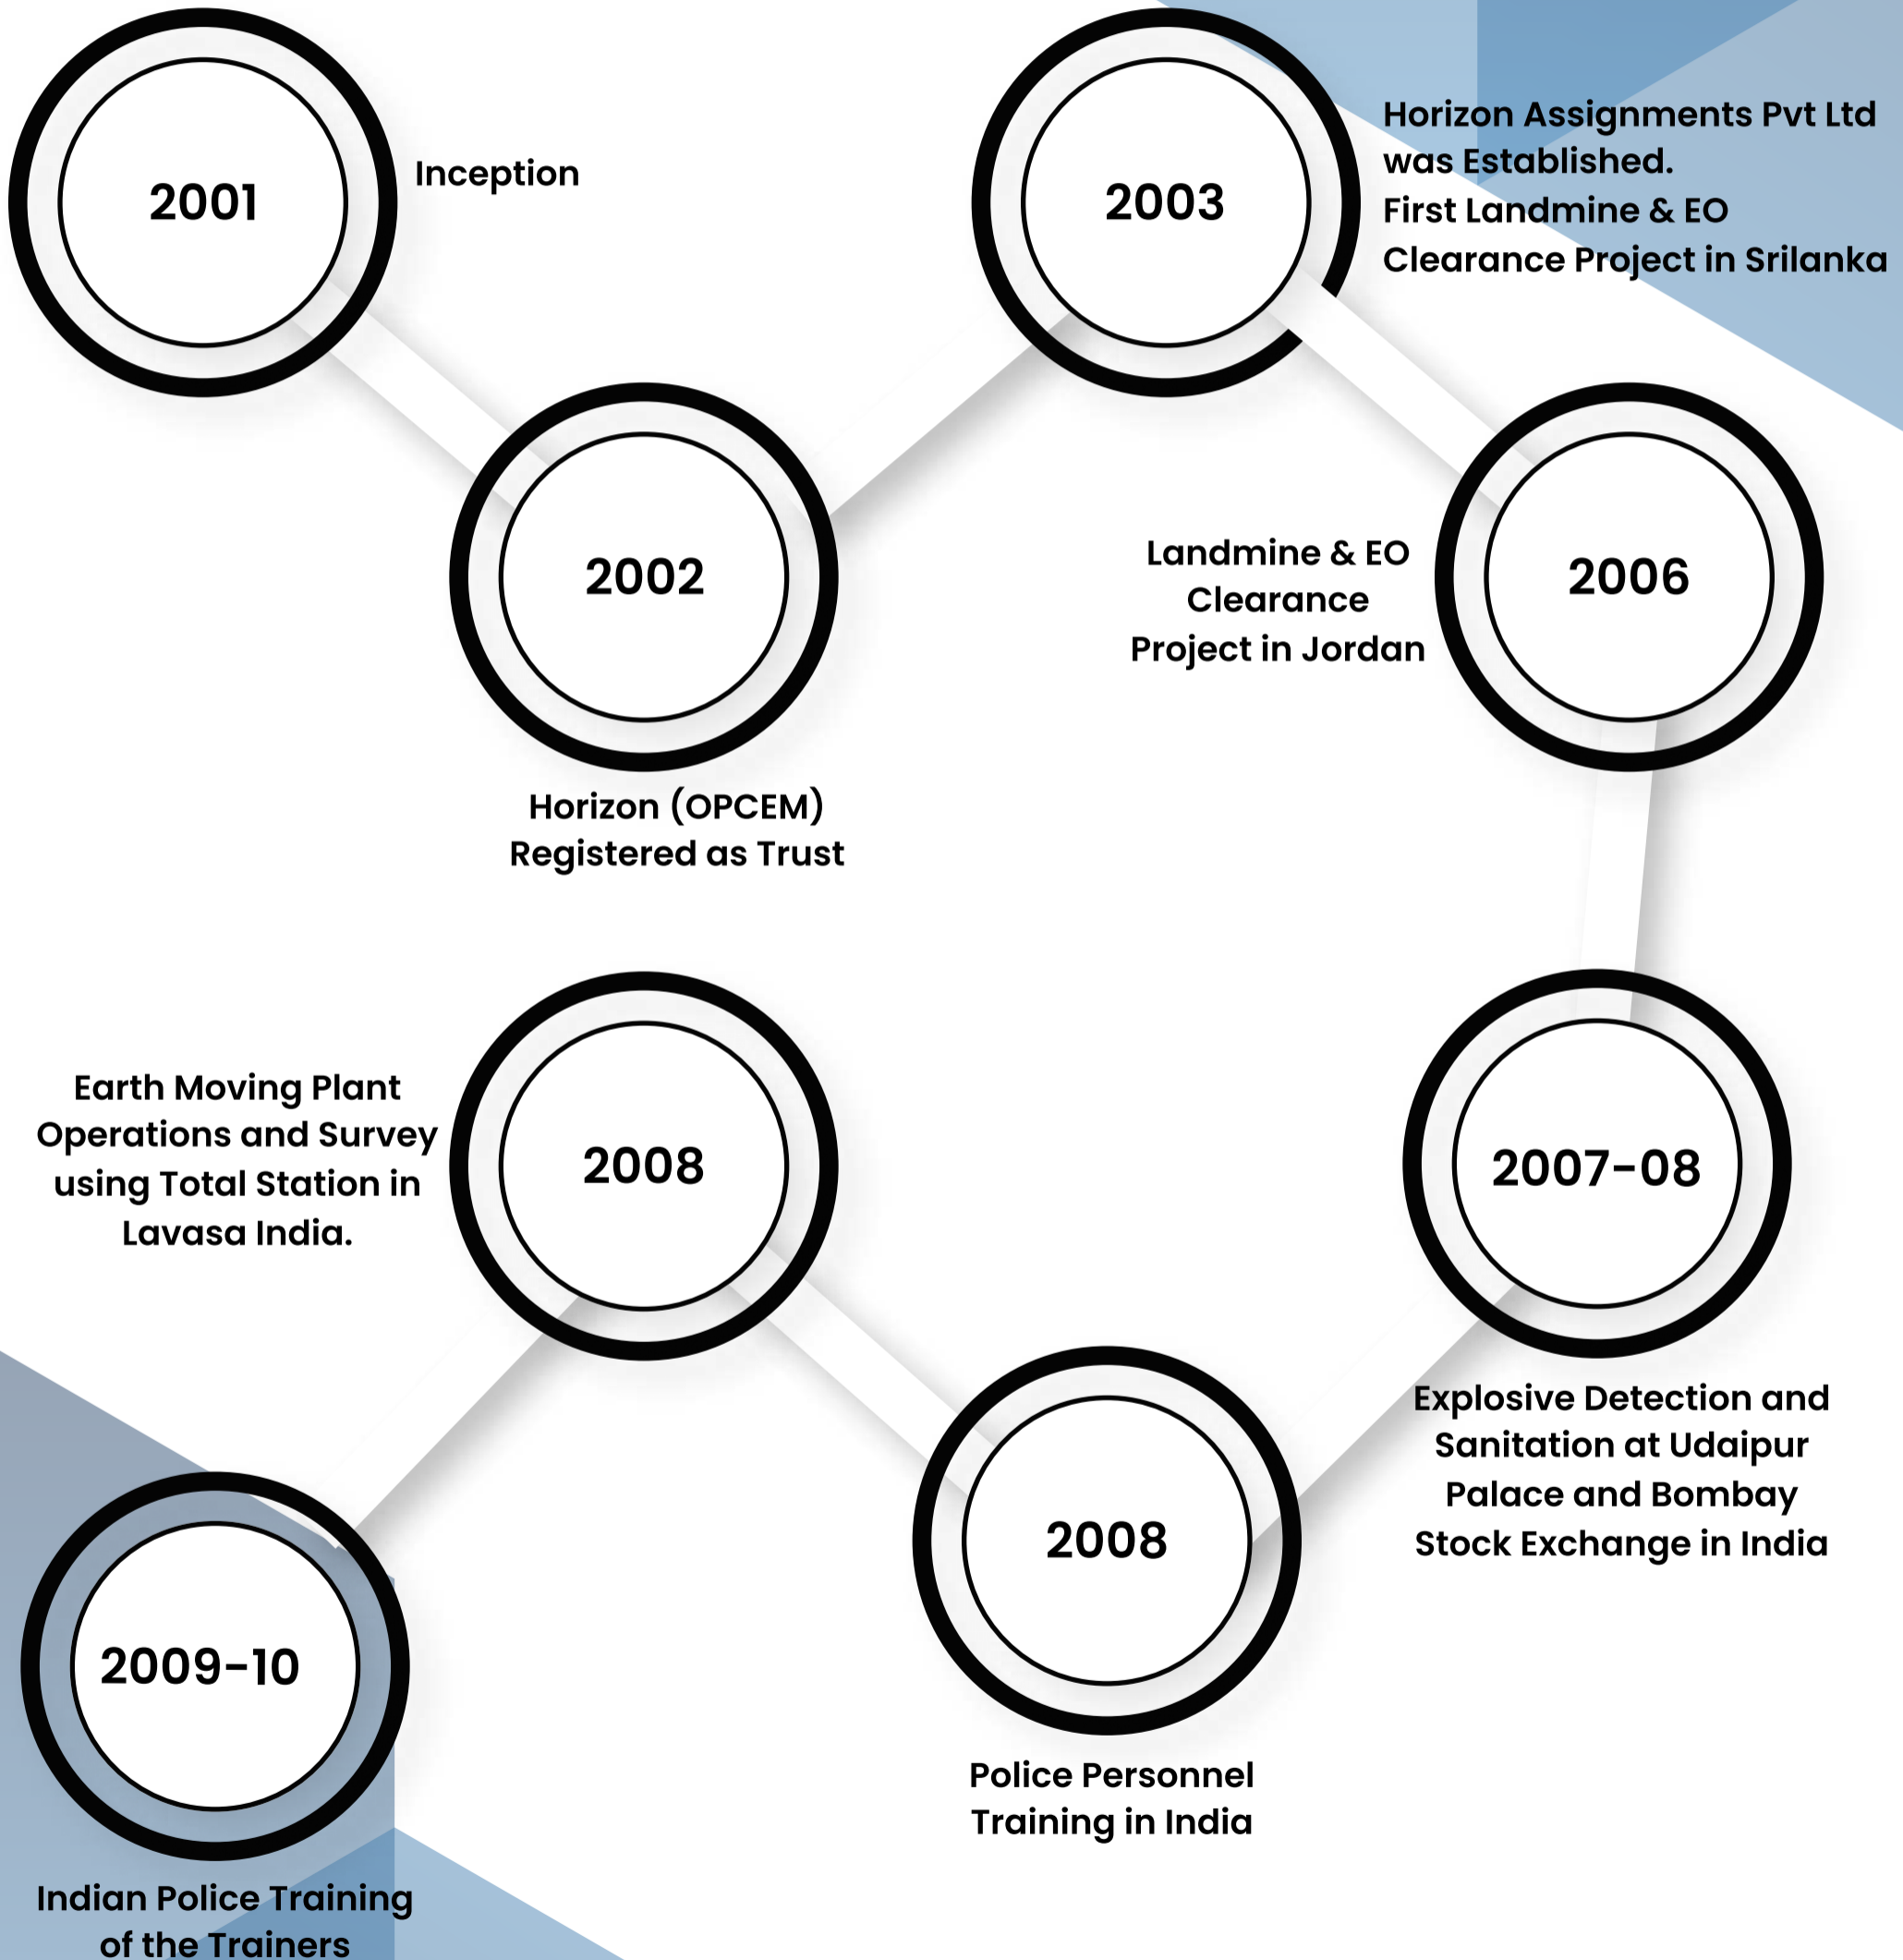 2001
Inception
2002
Horizon (OPCEM)
Registered as Trust
2003
Horizon Assignments Pvt Ltd
was Established.
First Landmine & EO
Clearance Project in Srilanka
2006
Landmine & EO
Clearance
Project in Jordan
2007-08
Explosive Detection and
Sanitation at Udaipur
Palace and Bombay
Stock Exchange in India
2008
Police Personnel
Training in India
2008
Earth Moving Plant
Operations and Survey
using Total Station in
Lavasa India.
2009-10
Indian Police Training
of the Trainers